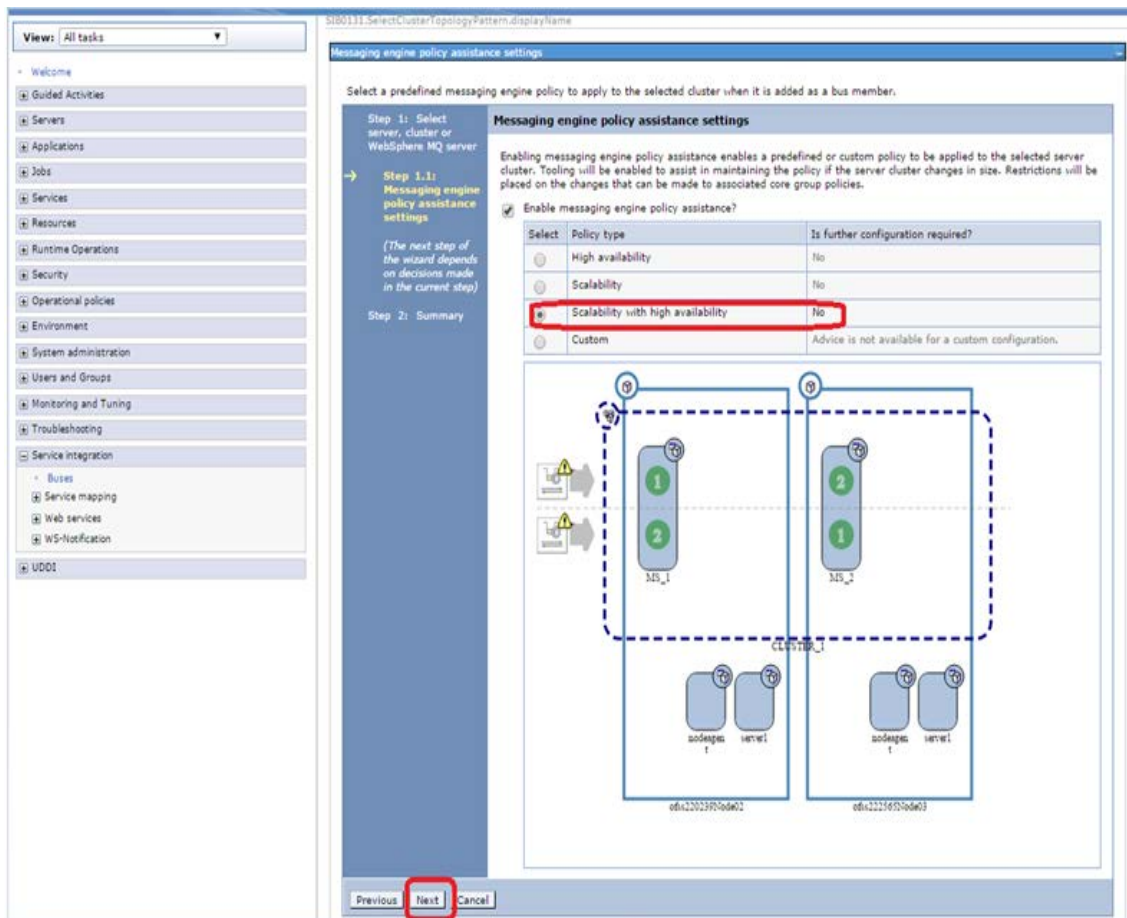 SIB0131.SelectClusterTopologyPattern.displayName
View: All tasks
Welcome
Guided Activities
Servers
Applications
Jobs
Services
Resources
Runtime Operations
Security
Operational policies
Environment
System administration
Users and Groups
Monitoring and Tuning
Troubleshooting
Service integration
Buses
Service mapping
Web services
WS-Notification
UDDI
Messaging engine policy assistance settings
Select a predefined messaging engine policy to apply to the selected cluster when it is added as a bus member.
Step 1: Select
server, cluster or
WebSphere MQ server
Step 1.1:
Messaging engine
policy assistance
settings
(The next step of
the wizard depends
on decisions made
in the current step)
Step 2: Summary
Messaging engine policy assistance settings
Enabling messaging engine policy assistance enables a predefined or custom policy to be applied to the selected server
cluster. Tooling will be enabled to assist in maintaining the policy if the server cluster changes in size. Restrictions will be
placed on the changes that can be made to associated core group policies.
Enable messaging engine policy assistance?
Select Policy type Is further configuration required?
High availability No
Scalability No
Scalability with high availability No
Custom Advice is not available for a custom configuration.
1 2
2 1
MS_1 MS_2
CLUSTER_1
nodeagen
t
server1
nodeagen
t
server1
ofss220239Node02 ofss222565Node03
Previous Next Cancel